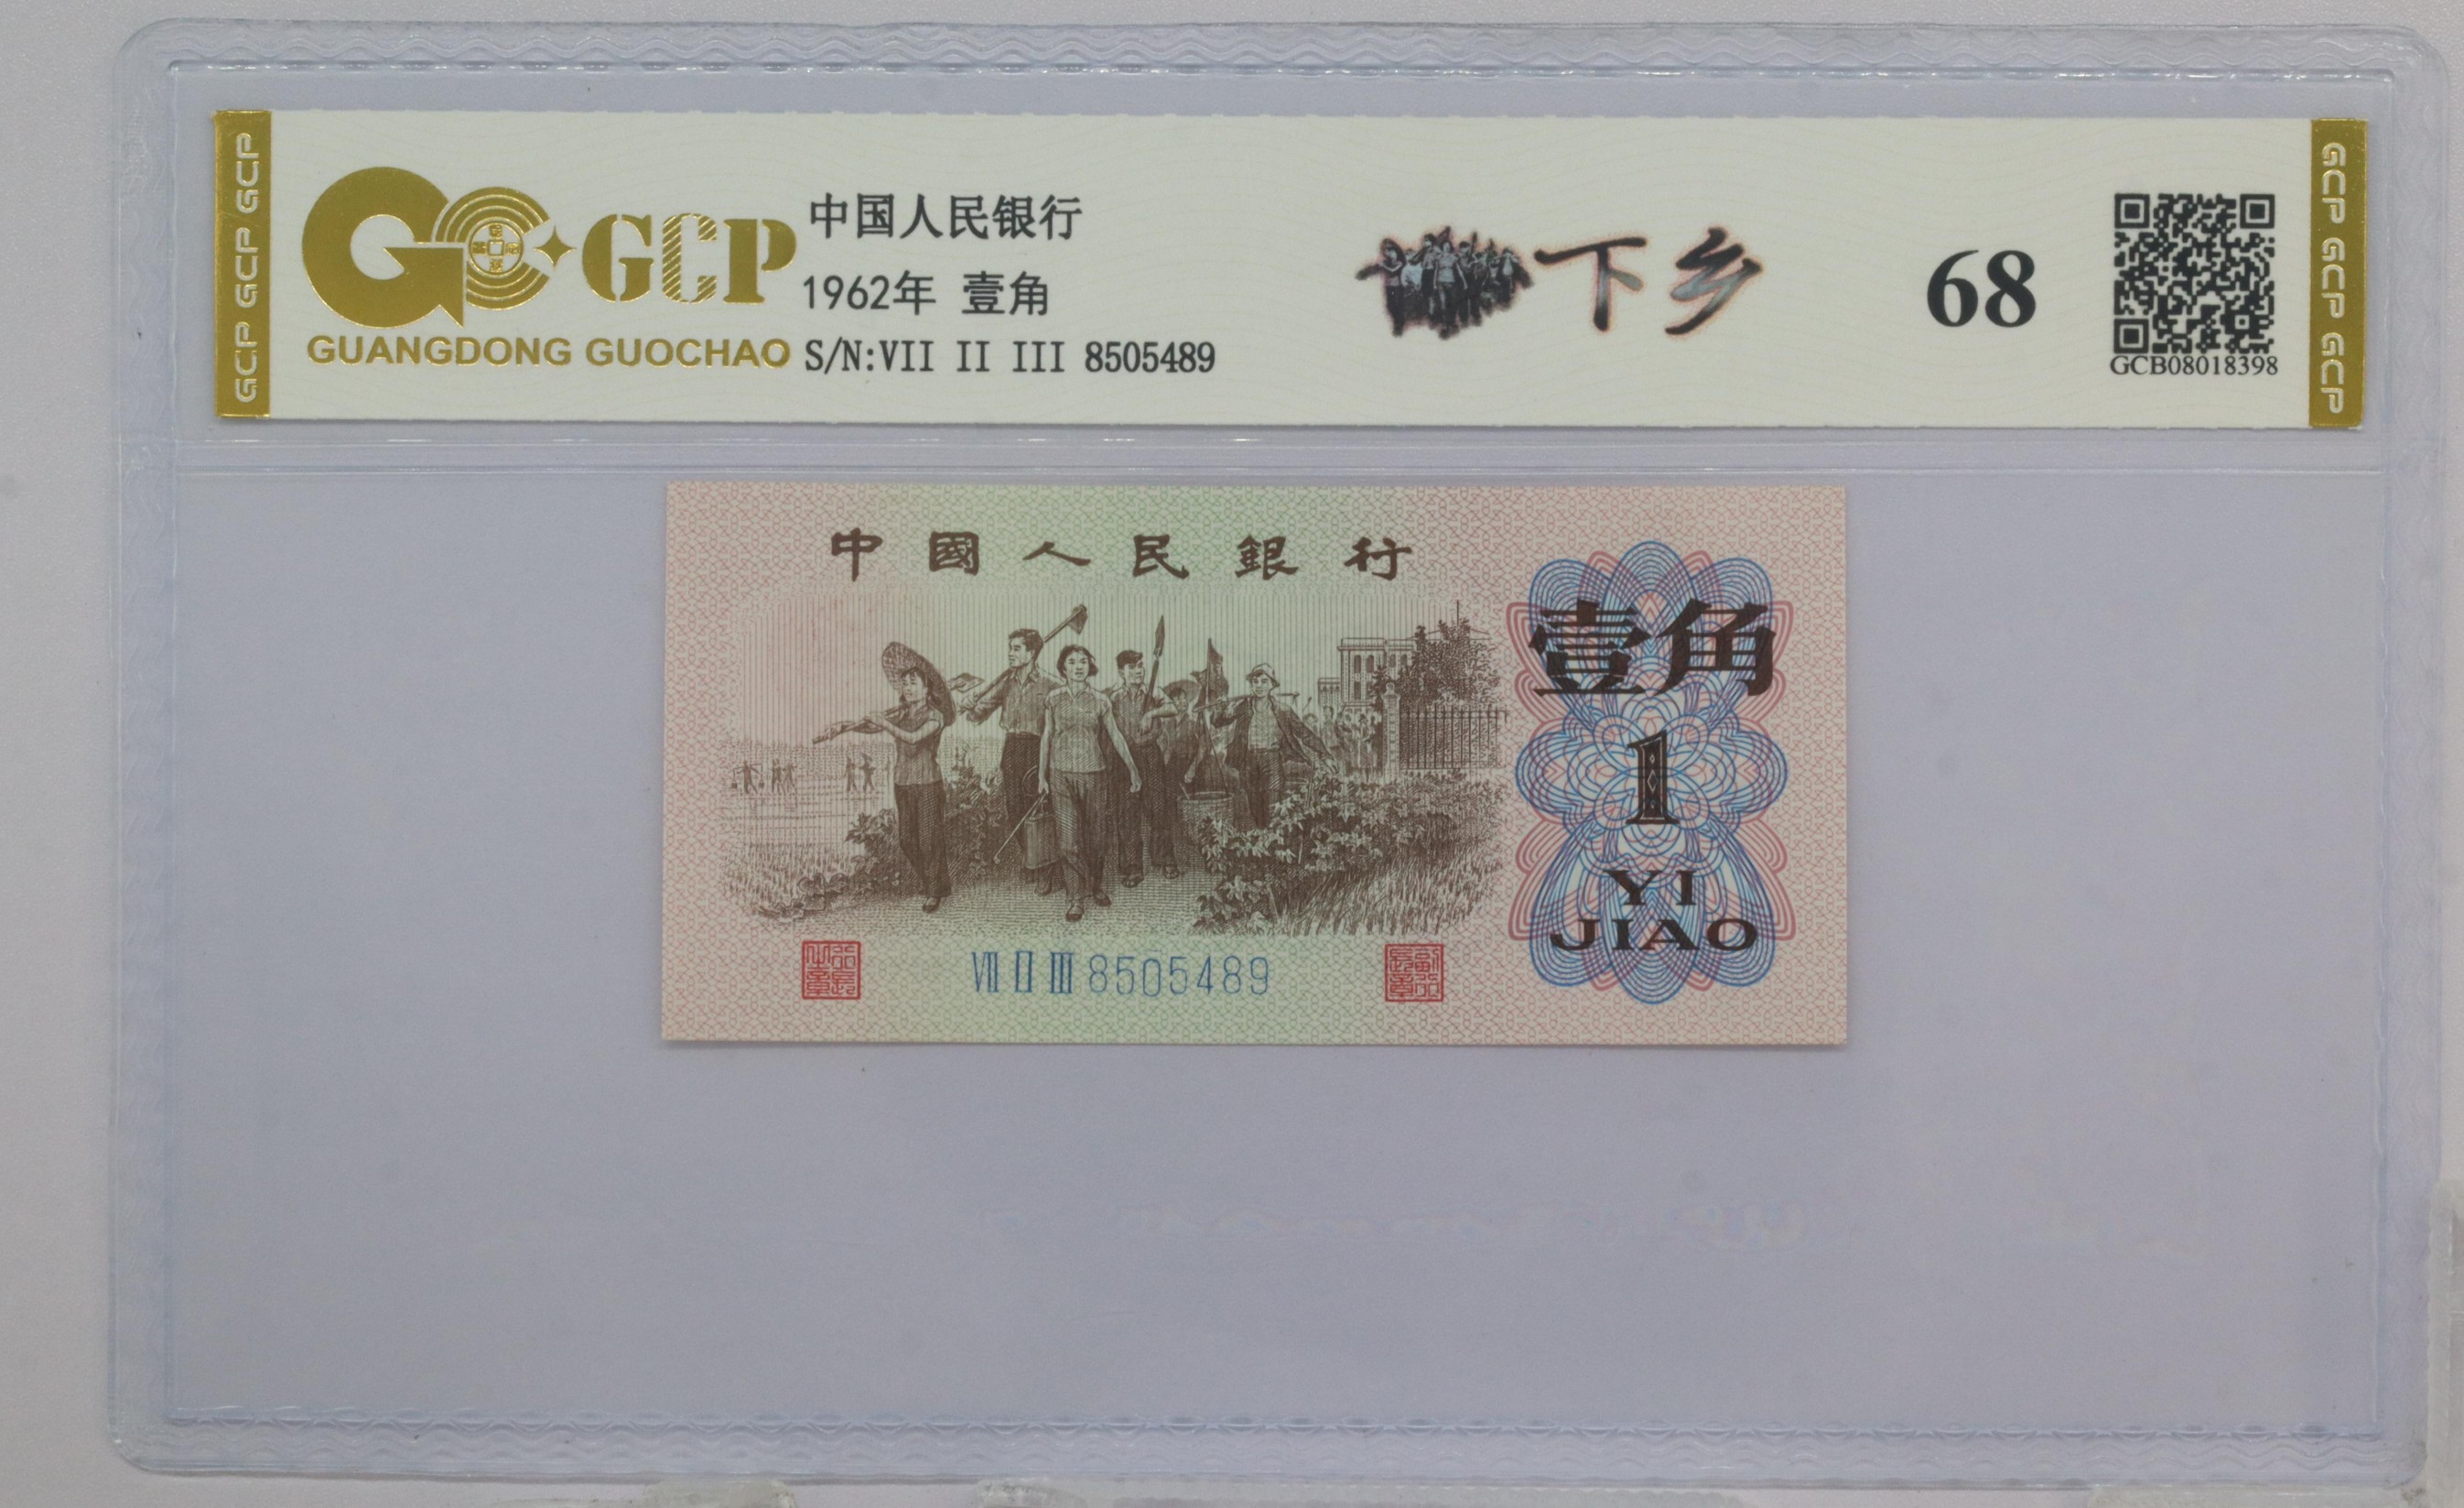 GCP GCP GCP
GCP
GUANGDONG GUOCHAO
中国人民银行
1962年 壹角
S/N:VII II III 8505489
下乡
68
GCB08018398
GCP GCP GCP
中國人民銀行
壹角
1
YI
JIAO
VII II III 8505489